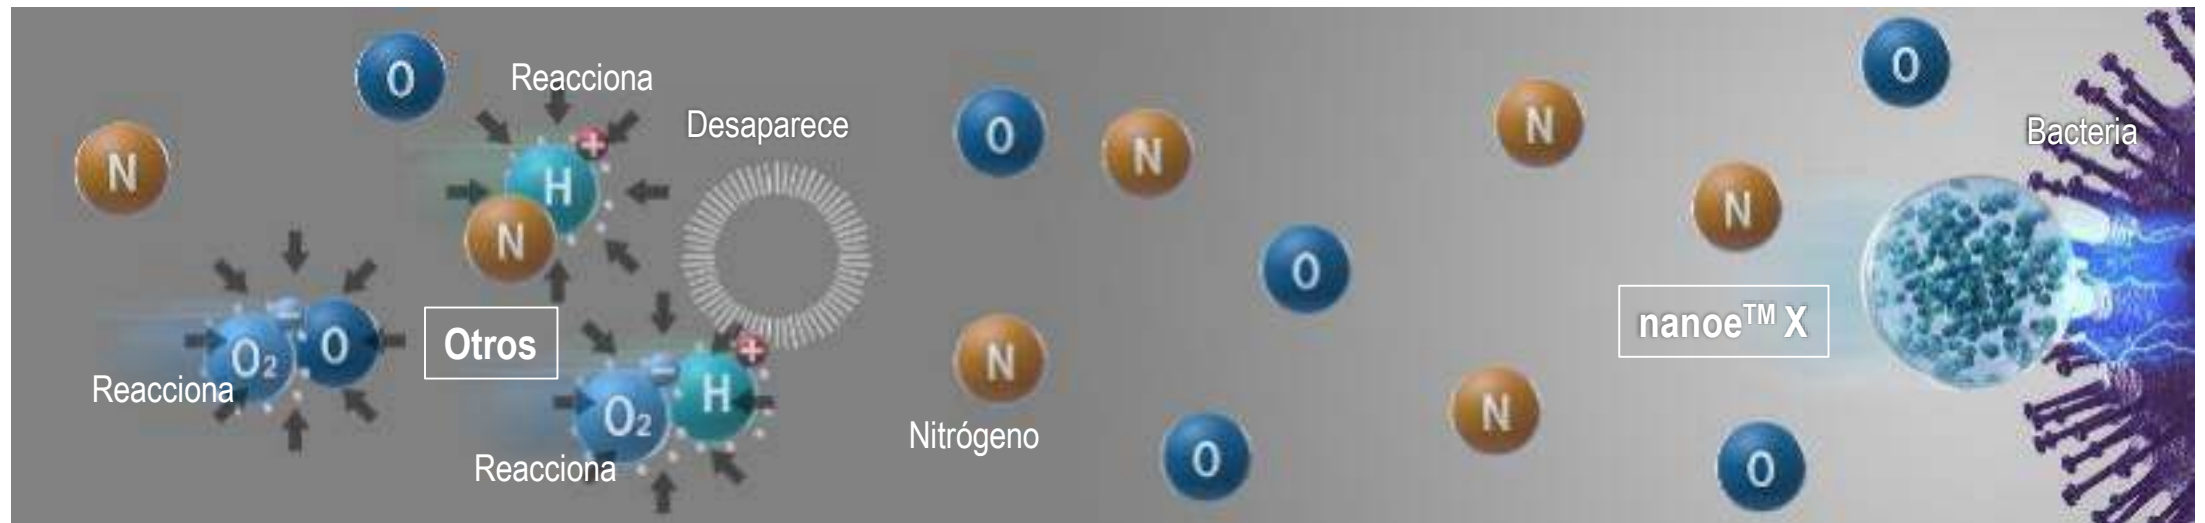 O
Reacciona
O
Desaparece
N
O
Bacteria
O
N
N
+
H
N
N
N
O
-
O₂
O
Otros
nanoe™ X
+
-
O₂
H
N
N
Reacciona
Nitrógeno
O
O
Reacciona